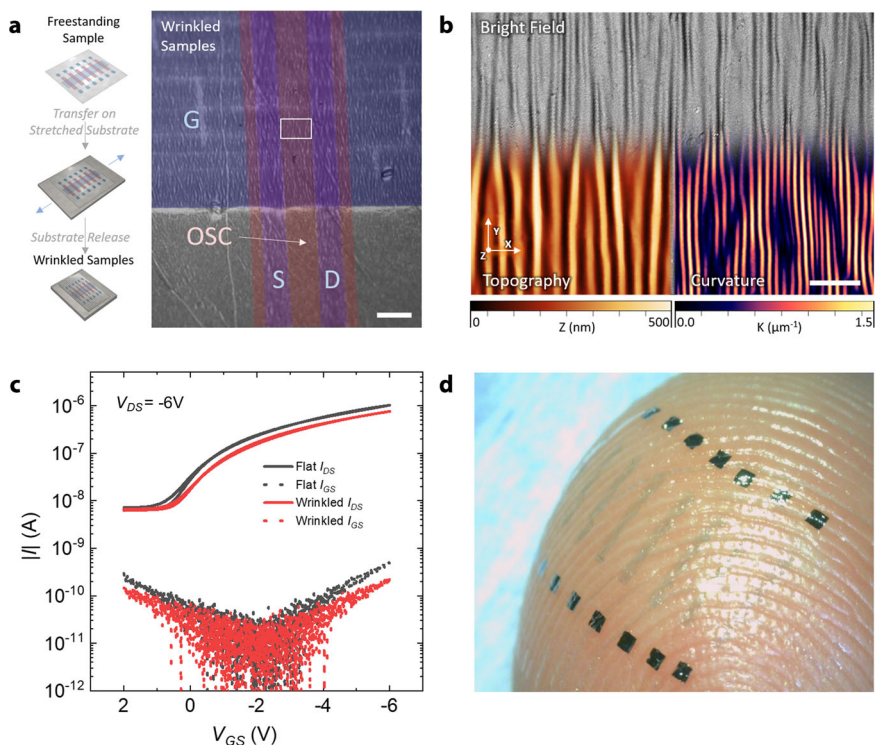 a
Freestanding
Sample
Transfer on
Stretched Substrate
Substrate Release
Wrinkled Samples
Wrinkled
Samples
G
OSC
S
D
b
Bright Field
Y
X
Z
Topography
Curvature
0
500
Z (nm)
0.0
1.5
K (µm⁻¹)
c
V_DS = -6V
Flat I_DS
Flat I_GS
Wrinkled I_DS
Wrinkled I_GS
10⁻⁶
10⁻⁷
10⁻⁸
10⁻⁹
10⁻¹⁰
10⁻¹¹
10⁻¹²
|I| (A)
2 0 -2 -4 -6
V_GS (V)
d